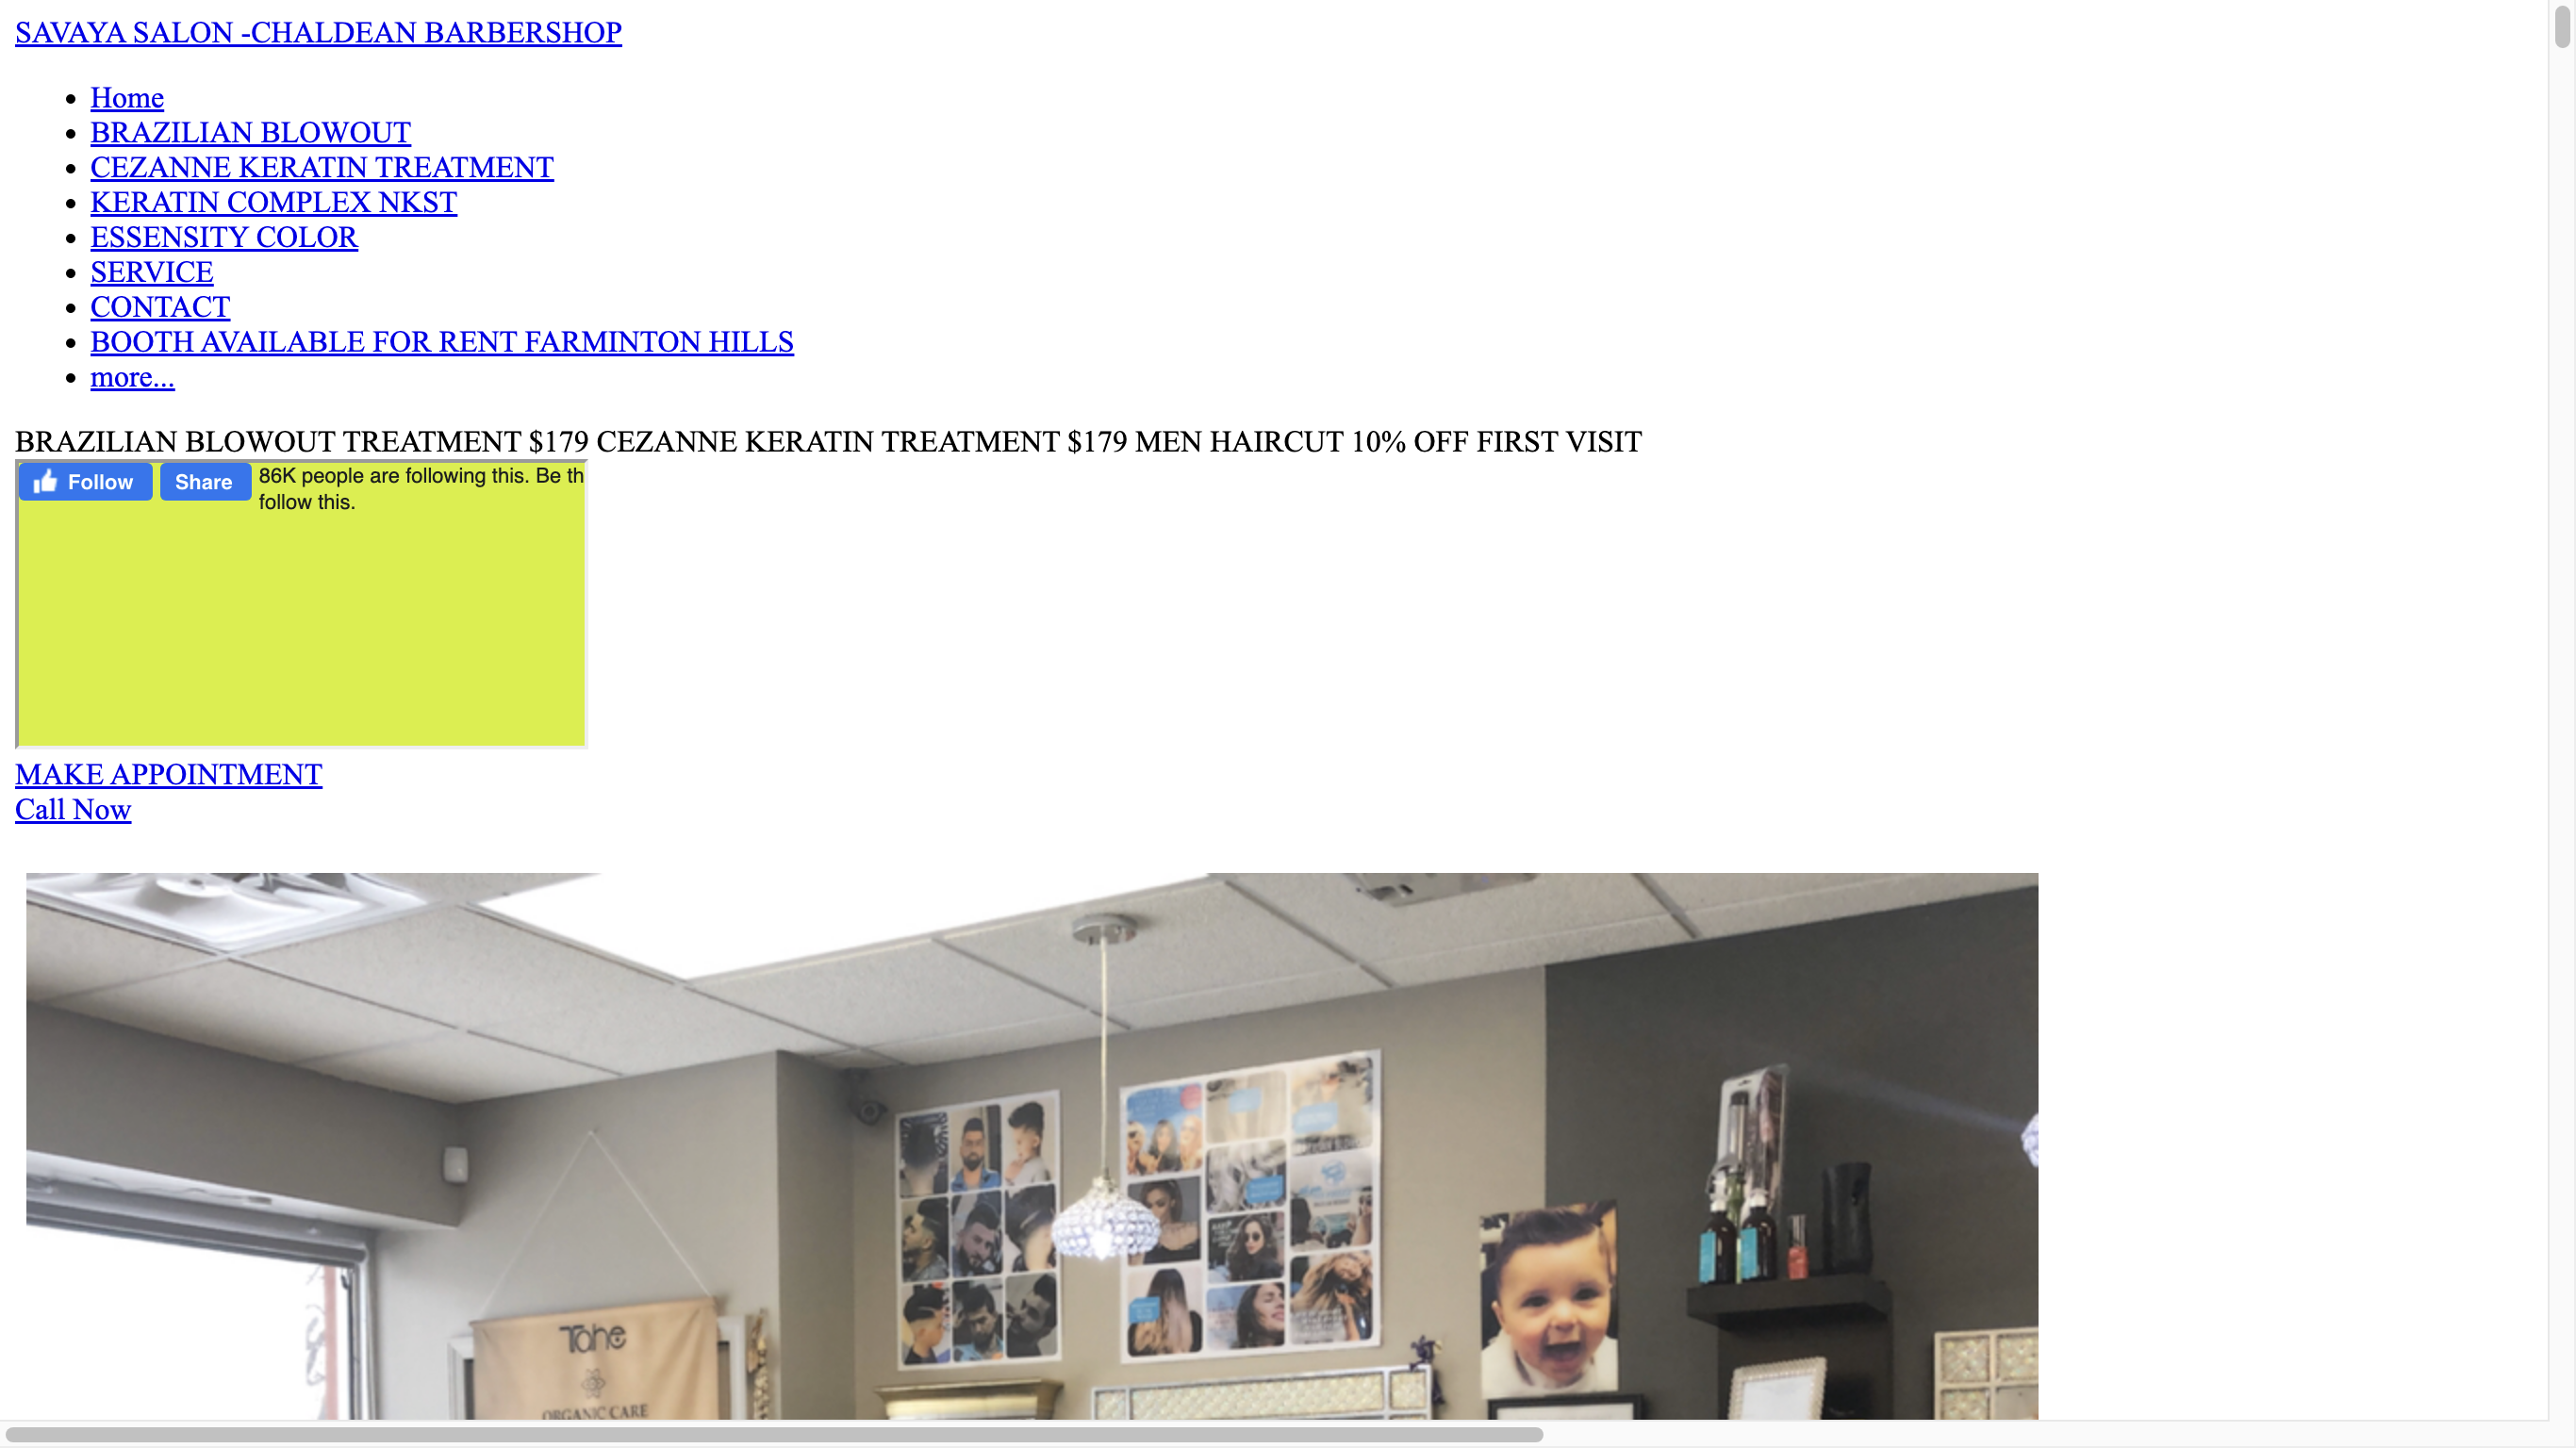 SAVAYA SALON -CHALDEAN BARBERSHOP
Home
BRAZILIAN BLOWOUT
CEZANNE KERATIN TREATMENT
KERATIN COMPLEX NKST
ESSENSITY COLOR
SERVICE
CONTACT
BOOTH AVAILABLE FOR RENT FARMINTON HILLS
more...
BRAZILIAN BLOWOUT TREATMENT $179 CEZANNE KERATIN TREATMENT $179 MEN HAIRCUT 10% OFF FIRST VISIT
Follow Share 86K people are following this. Be th
follow this.
MAKE APPOINTMENT
Call Now
Tahe
ORGANIC CARE